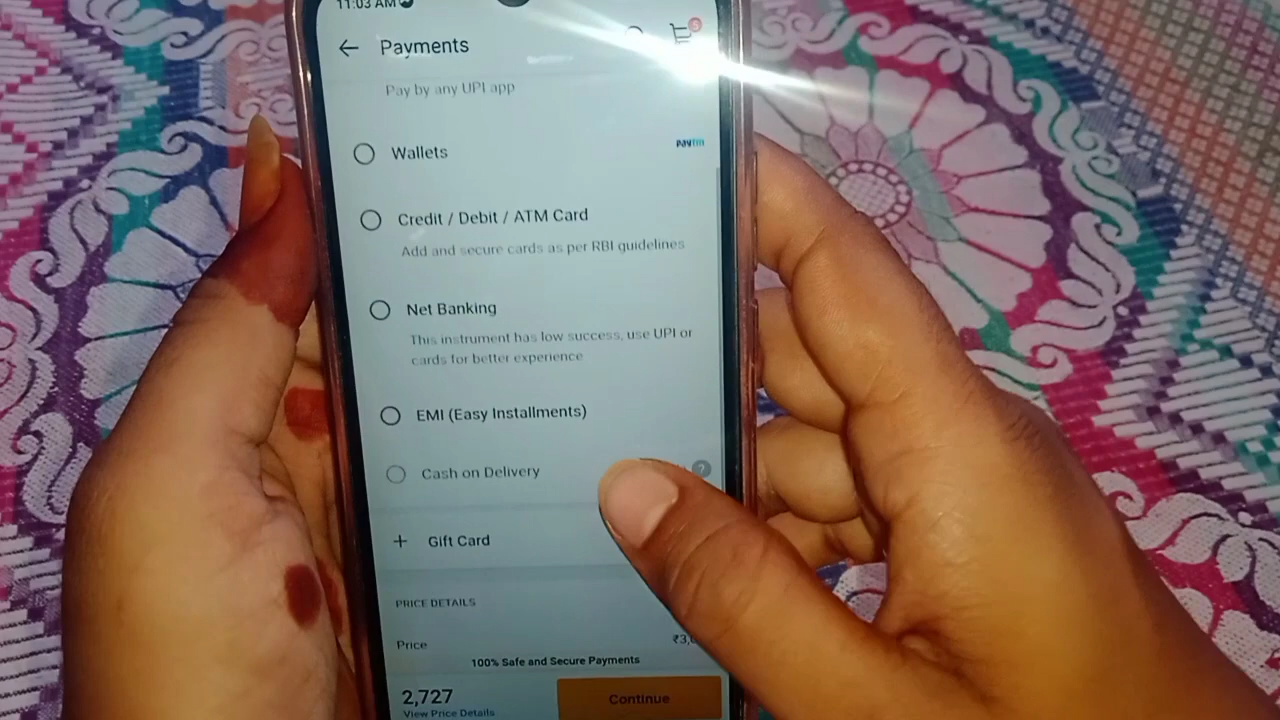 11:03 AM
Payments
5
Pay by any UPI app
Wallets
Paytm
Credit / Debit / ATM Card
Add and secure cards as per RBI guidelines
Net Banking
This instrument has low success, use UPI or
cards for better experience
EMI (Easy Installments)
Cash on Delivery
?
+ Gift Card
PRICE DETAILS
Price
₹3,
100% Safe and Secure Payments
2,727
View Price Details
Continue